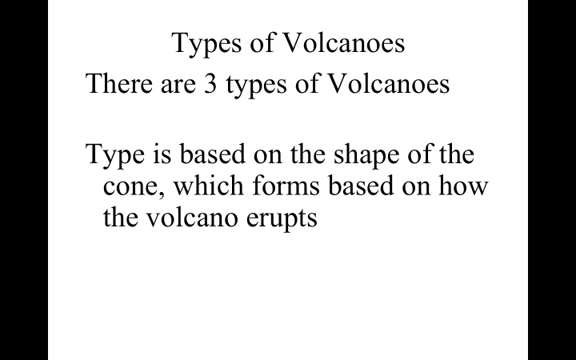 Types of Volcanoes
There are 3 types of Volcanoes
Type is based on the shape of the
cone, which forms based on how
the volcano erupts